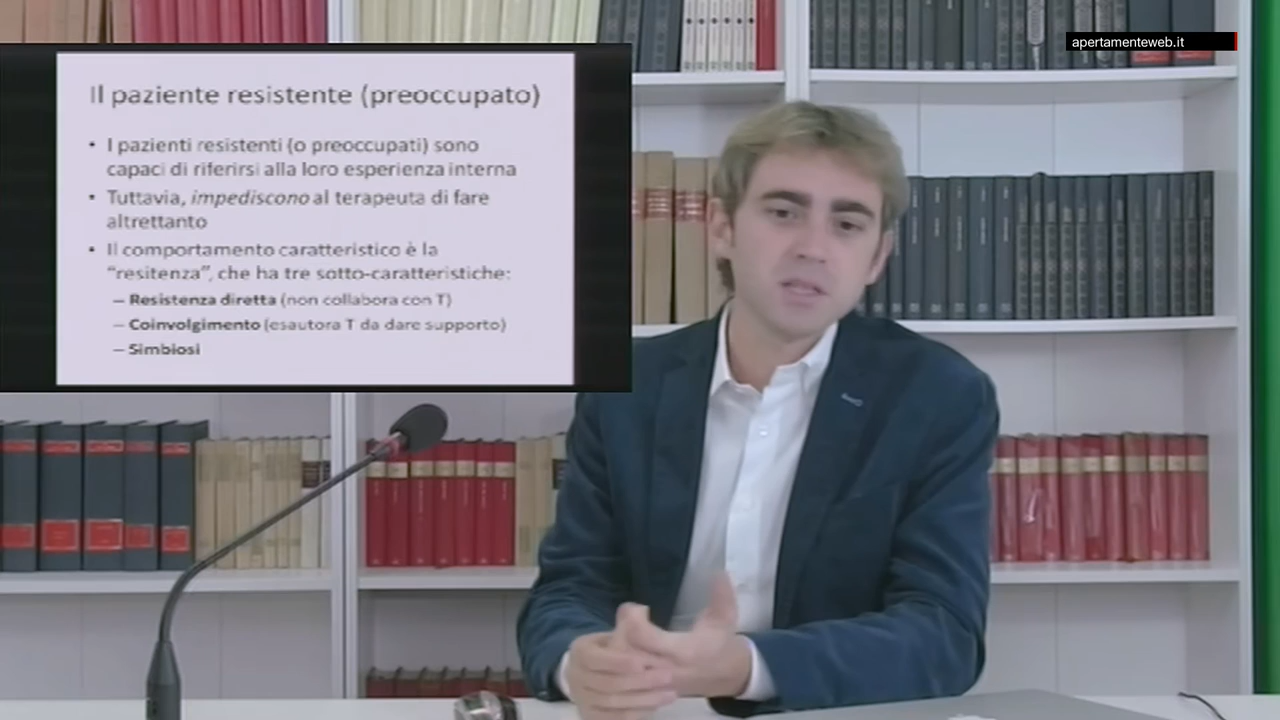 apertamenteweb.it
Il paziente resistente (preoccupato)
• I pazienti resistenti (o preoccupati) sono
capaci di riferirsi alla loro esperienza interna
• Tuttavia, impediscono al terapeuta di fare
altrettanto
• Il comportamento caratteristico è la
“resitenza”, che ha tre sotto-caratteristiche:
– Resistenza diretta (non collabora con T)
– Coinvolgimento (esautora T da dare supporto)
– Simbiosi